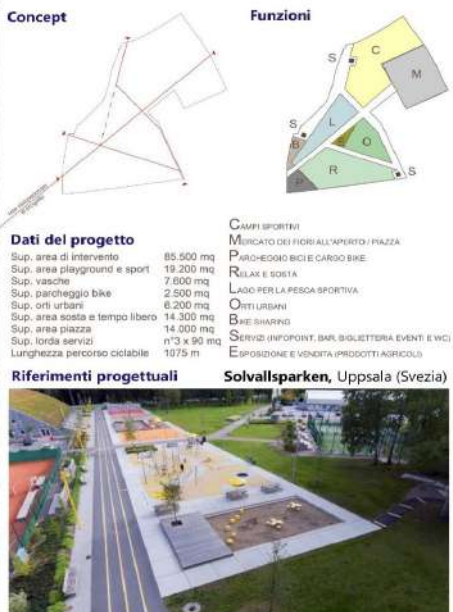 Concept
Funzioni
S
C
M
S
L
B
E
O
R
P
S
Dati del progetto
Sup. area di intervento 85.500 mq
Sup. area playground e sport 19.200 mq
Sup. vasche 7.600 mq
Sup. parcheggio bike 2.500 mq
Sup. orti urbani 6.200 mq
Sup. area sosta e tempo libero 14.300 mq
Sup. area piazza 14.000 mq
Sup. lorda servizi n°3 x 90 mq
Lunghezza percorso ciclabile 1075 m
CAMPI SPORTIVI
MERCATO DEI FIORI ALL'APERTO / PIAZZA
PARCHEGGIO BICI E CARGO BIKE
RELAX E SOSTA
LAGO PER LA PESCA SPORTIVA
ORTI URBANI
BIKE SHARING
SERVIZI (INFOPOINT, BAR, BIGLIETTERIA EVENTI E WC)
ESPOSIZIONE E VENDITA (PRODOTTI AGRICOLI)
Riferimenti progettuali
Solvallsparken, Uppsala (Svezia)